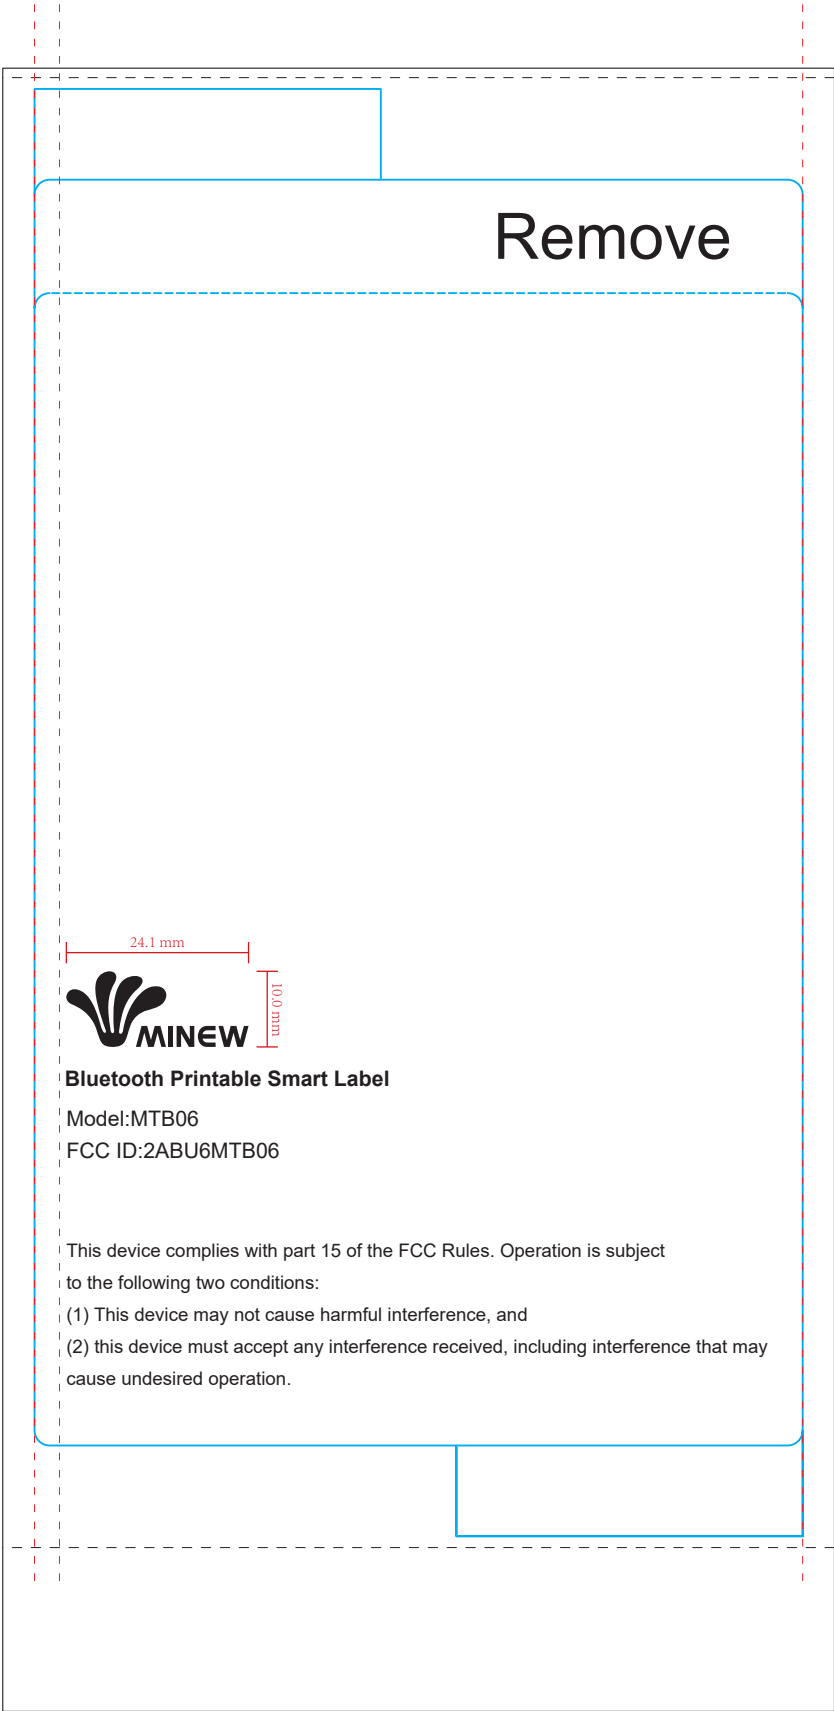 Remove
24.1 mm
10.0 mm
MINEW
Bluetooth Printable Smart Label
Model:MTB06
FCC ID:2ABU6MTB06
This device complies with part 15 of the FCC Rules. Operation is subject
to the following two conditions:
(1) This device may not cause harmful interference, and
(2) this device must accept any interference received, including interference that may
cause undesired operation.